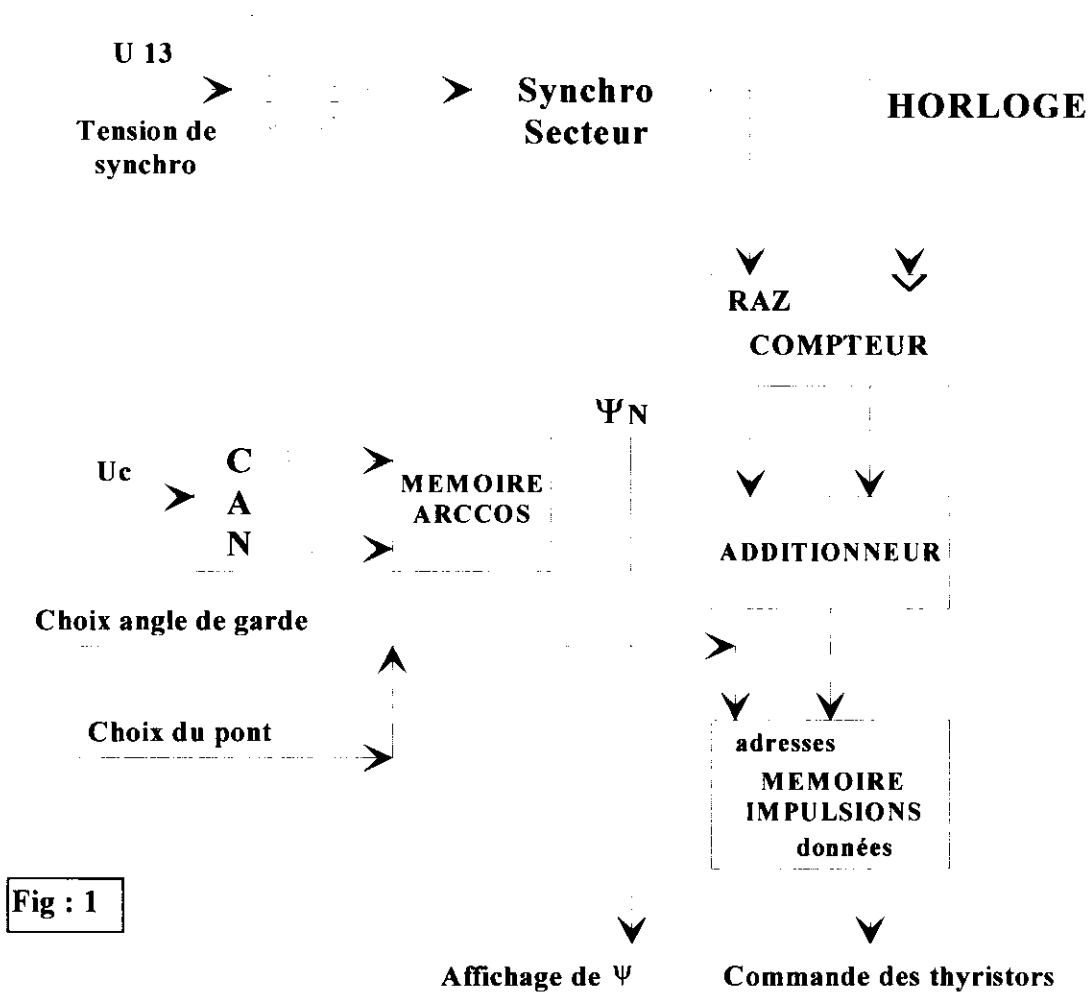 U 13
Tension de
synchro
Synchro
Secteur
HORLOGE
RAZ
COMPTEUR
ΨN
Uc
C
A
N
MEMOIRE
ARCCOS
ADDITIONNEUR
Choix angle de garde
Choix du pont
adresses
MEMOIRE
IMPULSIONS
données
Fig : 1
Affichage de Ψ
Commande des thyristors